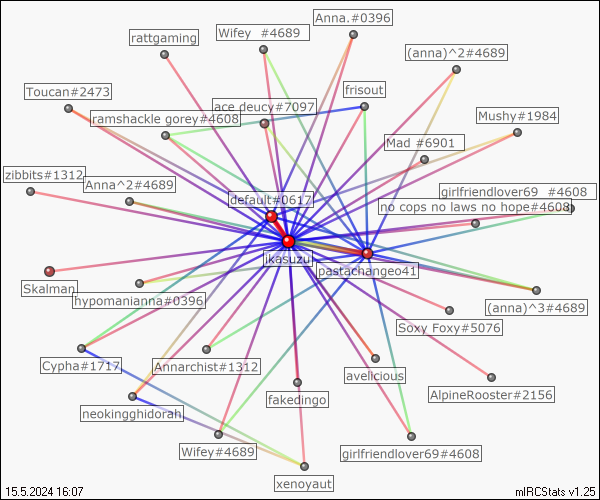 Anna.#0396
rattgaming
Wifey_#4689
(anna)^2#4689
Toucan#2473
frisout
ace deucy#7097
ramshackle gorey#4608
Mushy#1984
Mad #6901
zibbits#1312
Anna^2#4689
girlfriendlover69_#4608
default#0617
no cops no laws no hope#4608
ikasuzu
pastachangeo41
Skalman
hypomanianna#0396
(anna)^3#4689
Soxy Foxy#5076
Cypha#1717
Annarchist#1312
avelicious
AlpineRooster#2156
fakedingo
neokingghidorah
Wifey#4689
girlfriendlover69#4608
xenoyaut
15.5.2024 16:07
mIRCStats v1.25